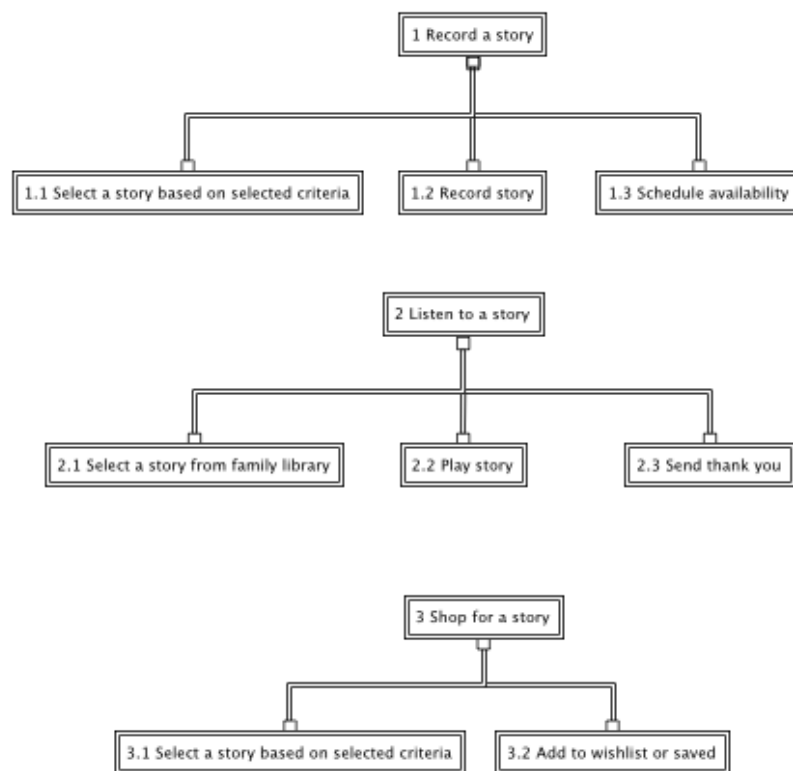 1 Record a story
1.1 Select a story based on selected criteria
1.2 Record story
1.3 Schedule availability
2 Listen to a story
2.1 Select a story from family library
2.2 Play story
2.3 Send thank you
3 Shop for a story
3.1 Select a story based on selected criteria
3.2 Add to wishlist or saved